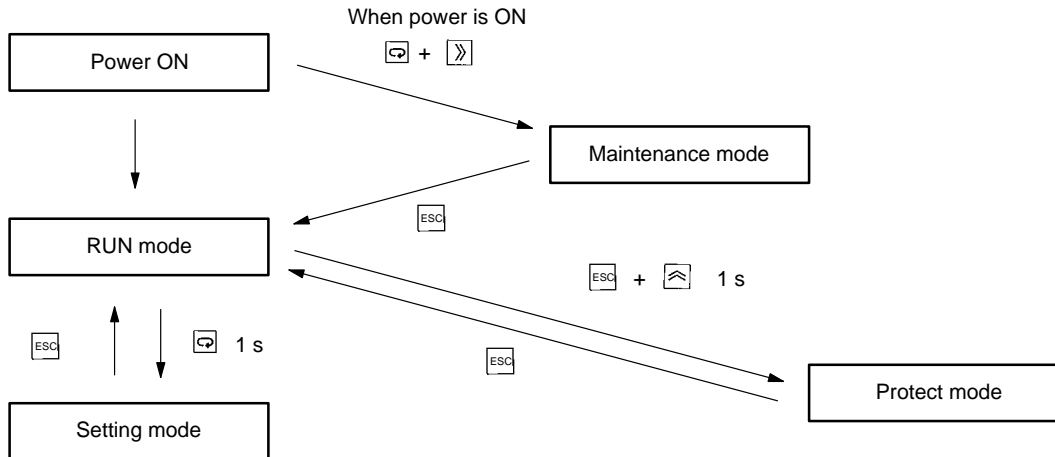 When power is ON
Power ON
+
Maintenance mode
ESC
RUN mode
ESC + 1 s
ESC
1 s
ESC
Protect mode
Setting mode